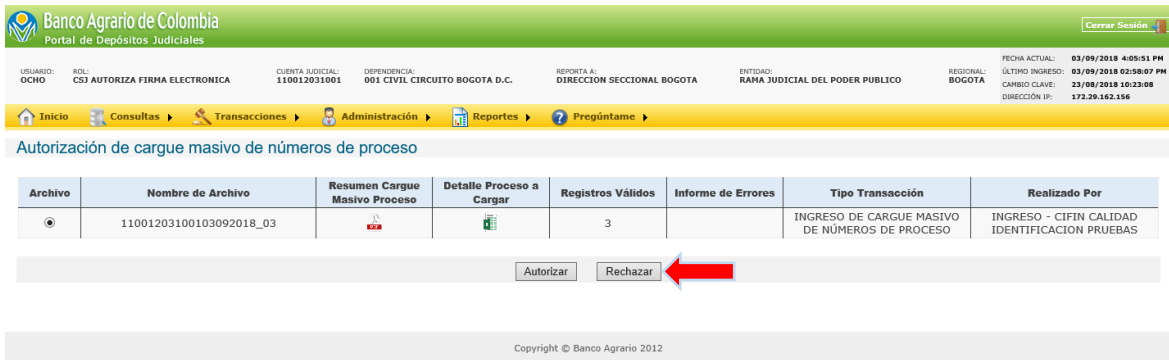 Banco Agrario de Colombia
Portal de Depósitos Judiciales
Cerrar Sesión
USUARIO: OCHO
ROL: CSJ AUTORIZA FIRMA ELECTRONICA
CUENTA JUDICIAL: 110012031001
DEPENDENCIA: 001 CIVIL CIRCUITO BOGOTA D.C.
REPORTA A: DIRECCION SECCIONAL BOGOTA
ENTIDAD: RAMA JUDICIAL DEL PODER PUBLICO
REGIONAL: BOGOTA
FECHA ACTUAL: 03/09/2018 4:05:51 PM
ÚLTIMO INGRESO: 03/09/2018 02:58:07 PM
CAMBIO CLAVE: 23/08/2018 10:23:08
DIRECCIÓN IP: 172.29.162.156
Inicio Consultas Transacciones Administración Reportes Pregúntame
Autorización de cargue masivo de números de proceso
Archivo
Nombre de Archivo
Resumen Cargue
Masivo Proceso
Detalle Proceso a
Cargar
Registros Válidos
Informe de Errores
Tipo Transacción
Realizado Por
11001203100103092018_03
3
INGRESO DE CARGUE MASIVO
DE NÚMEROS DE PROCESO
INGRESO - CIFIN CALIDAD
IDENTIFICACION PRUEBAS
Autorizar Rechazar
Copyright © Banco Agrario 2012